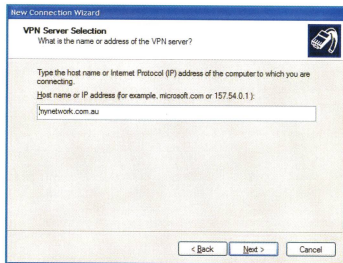 New Connection Wizard
VPN Server Selection
What is the name or address of the VPN server?
Type the host name or Internet Protocol (IP) address of the computer to which you are
connecting.
Host name or IP address (for example, microsoft.com or 157.54.0.1 ):
mynetwork.com.au
< Back
Next >
Cancel